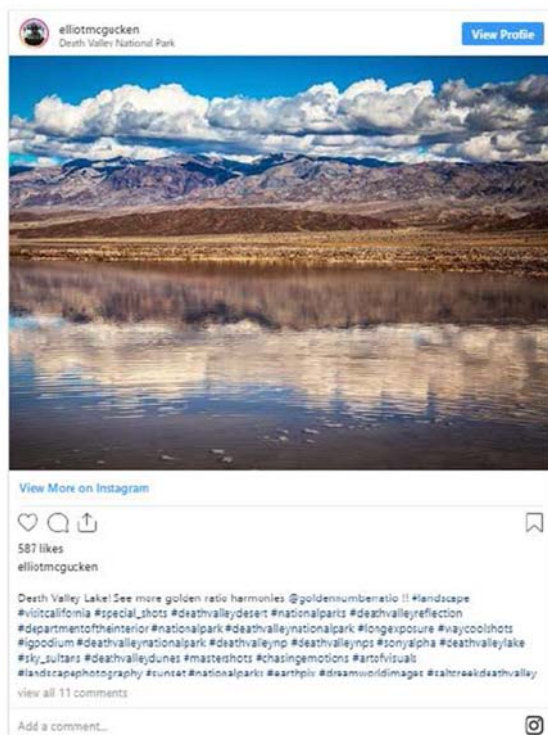 elliotmcgucken
Death Valley National Park
View Profile
View More on Instagram
587 likes
elliotmcgucken
Death Valley Lake! See more golden ratio harmonies @goldennumberratio !! #landscape
#visitcalifornia #special_shots #deathvalleydesert #nationalparks #deathvalleyreflection
#departmentoftheinterior #nationalpark #deathvalleynationalpark #longexposure #waycoolshots
#igpodium #deathvalleynationalpark #deathvalleynp #deathvalleynps #sonyalpha #deathvalleylake
#sky_sultans #deathvalleydunes #mastershots #chasingemotions #artofvisuals
#landscapephotography #sunset #nationalparks #earthpix #dreamworldimages #saltcreekdeathvalley
view all 11 comments
Add a comment...